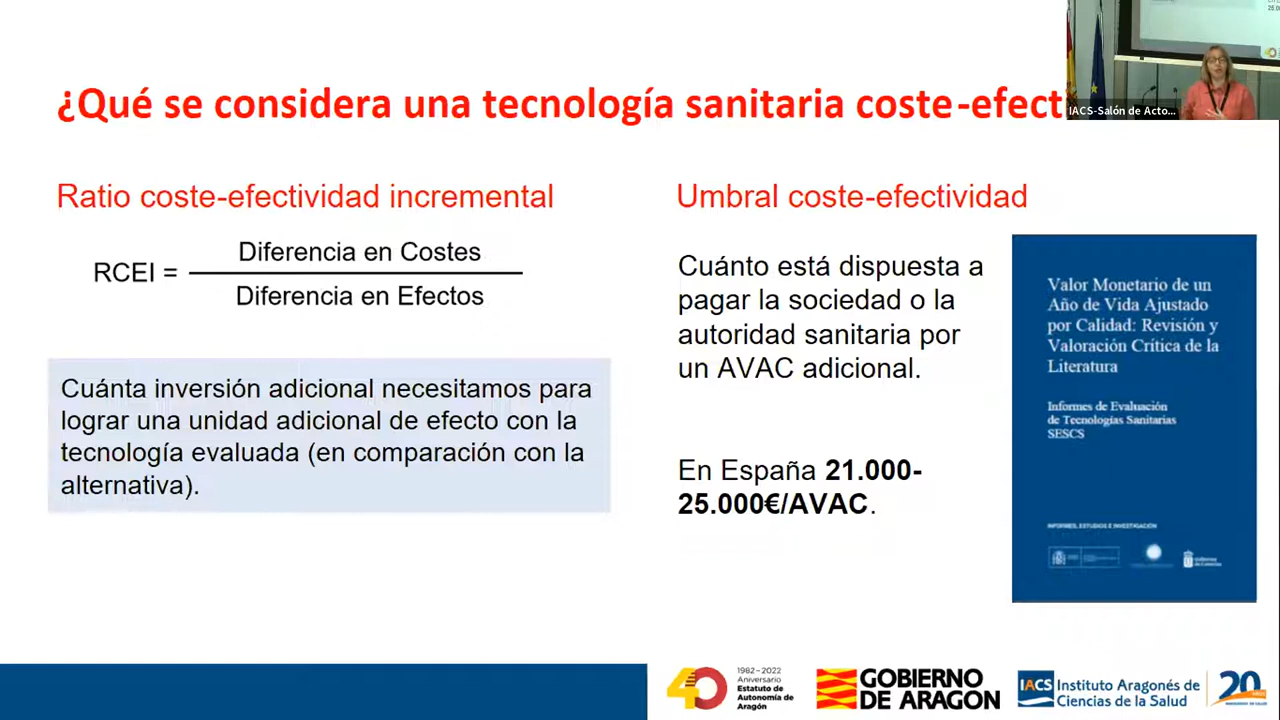 ¿Qué se considera una tecnología sanitaria coste-efect
IACS-Salón de Acto...
Ratio coste-efectividad incremental
RCEI =
Diferencia en Costes
Diferencia en Efectos
Cuánta inversión adicional necesitamos para
lograr una unidad adicional de efecto con la
tecnología evaluada (en comparación con la
alternativa).
Umbral coste-efectividad
Cuánto está dispuesta a
pagar la sociedad o la
autoridad sanitaria por
un AVAC adicional.
En España 21.000-
25.000€/AVAC.
Valor Monetario de un
Año de Vida Ajustado
por Calidad: Revisión y
Valoración Crítica de la
Literatura
Informes de Evaluación
de Tecnologías Sanitarias
SESCS
INFORMES, ESTUDIOS E INVESTIGACIÓN
Gobierno
de Canarias
40
1982–2022
Aniversario
Estatuto de
Autonomía de
Aragón
GOBIERNO
DE ARAGON
IACS
Instituto Aragonés de
Ciencias de la Salud
20
AÑOS